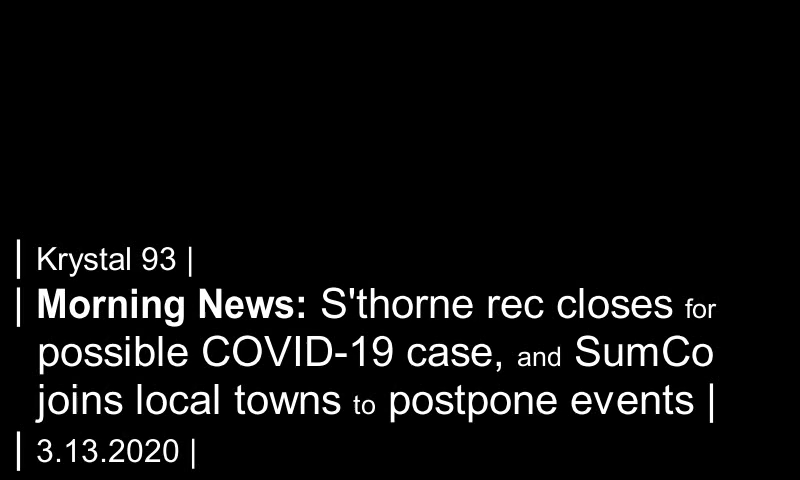 | Krystal 93 |
| Morning News: S'thorne rec closes for
possible COVID-19 case, and SumCo
joins local towns to postpone events |
| 3.13.2020 |